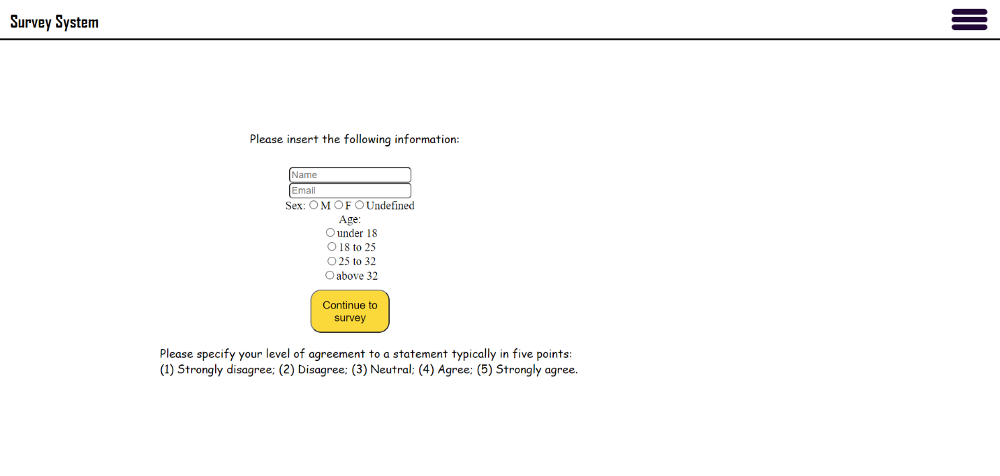 Survey System
Please insert the following information:
Name
Email
Sex: M F Undefined
Age:
under 18
18 to 25
25 to 32
above 32
Continue to
survey
Please specify your level of agreement to a statement typically in five points:
(1) Strongly disagree; (2) Disagree; (3) Neutral; (4) Agree; (5) Strongly agree.